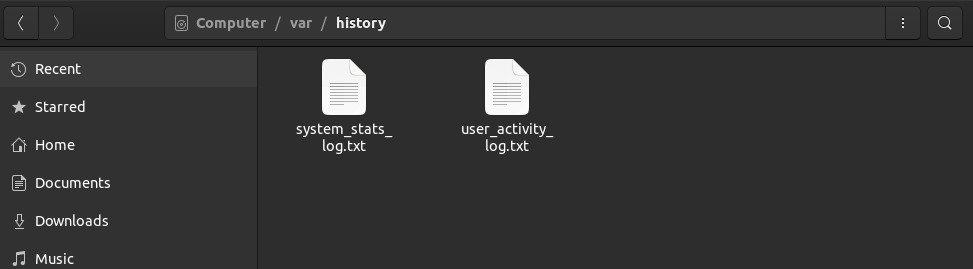 Computer / var / history
Recent
Starred
Home
Documents
Downloads
Music
system_stats_
log.txt
user_activity_
log.txt